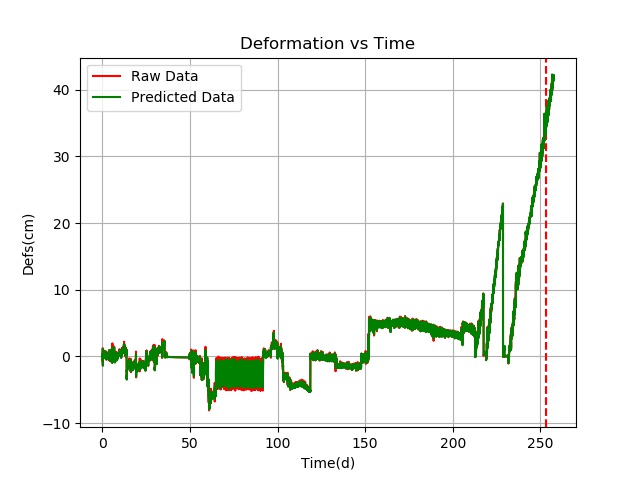 Deformation vs Time
Raw Data
Predicted Data
40
30
20
10
0
−10
Defs(cm)
0 50 100 150 200 250
Time(d)